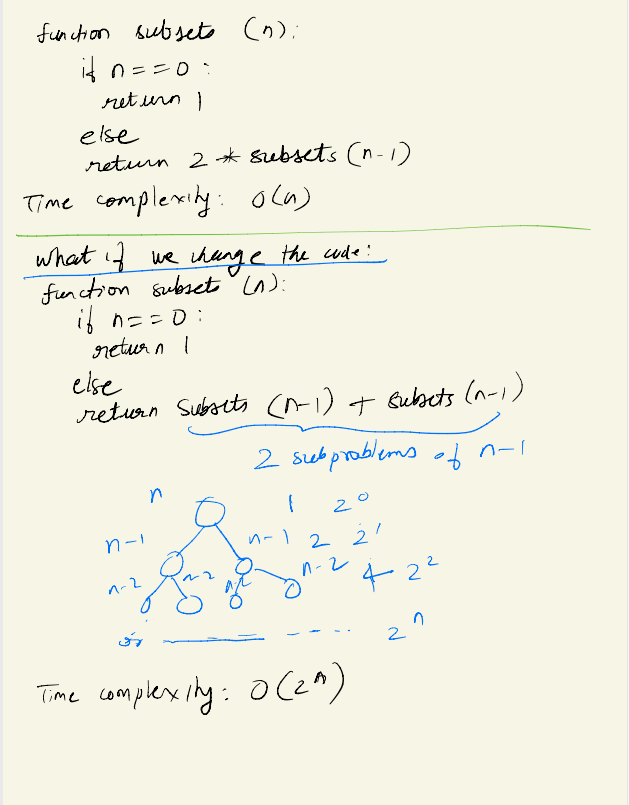 function subsets (n):
if n==0 :
return 1
else
return 2 * subsets (n-1)
Time complexity: O(n)
what if we change the code:
function subset (n):
if n==0 :
return 1
else
return subsets (n-1) + subsets (n-1)
2 subproblems of n-1
n 1 2^0
n-1 n-1 2 2^1
n-2 n-2 n-2 n-2 4 2^2
2^n
Time complexity: O(2^n)